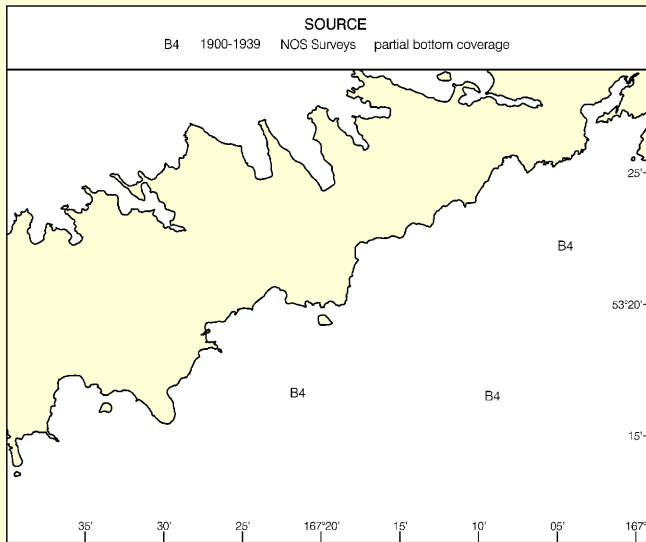 SOURCE
B4 1900-1939 NOS Surveys partial bottom coverage
25'
B4
53°20'
B4
B4
15'
35' 30' 25' 167°20' 15' 10' 05' 167°